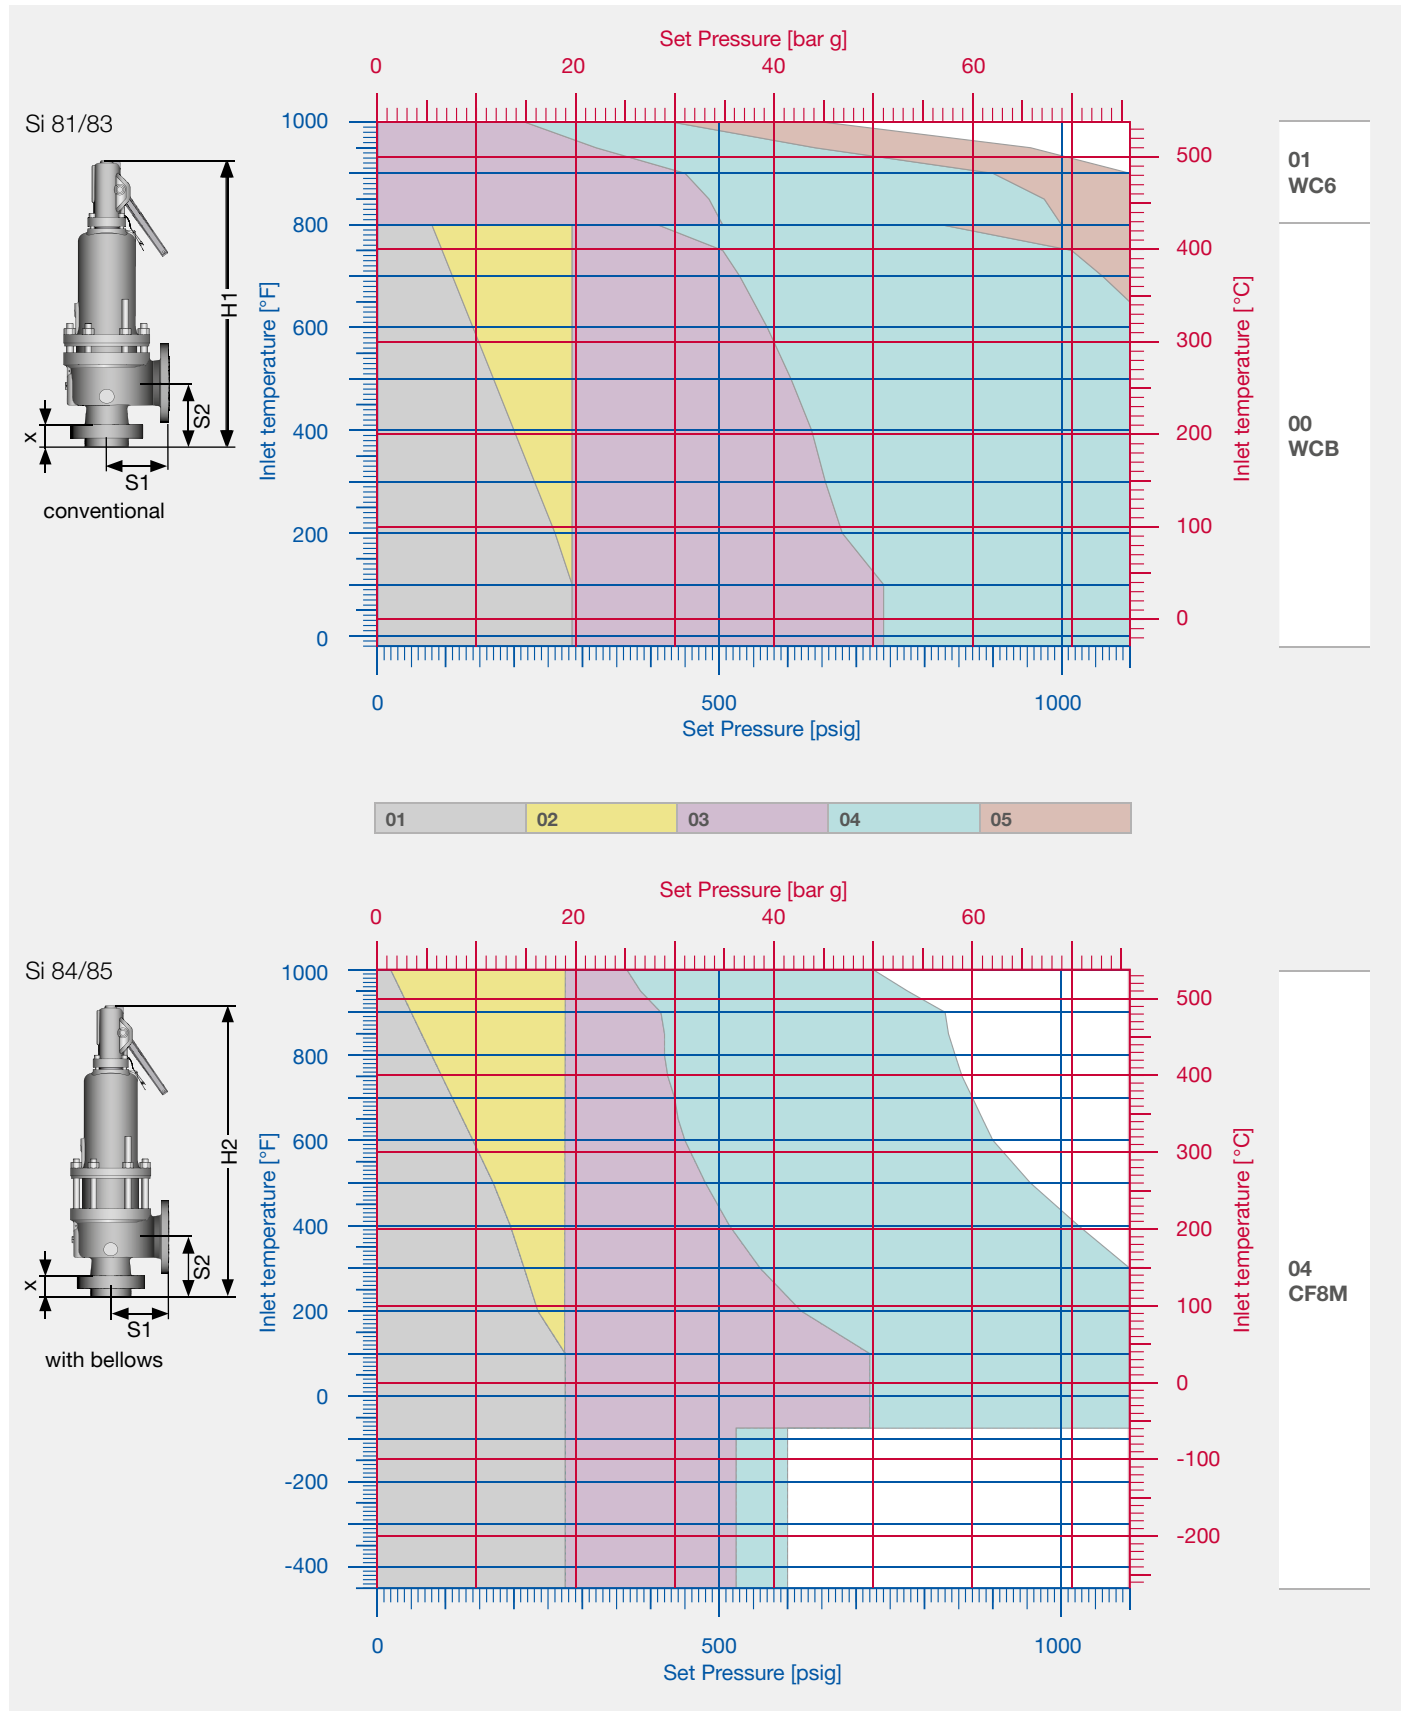 Set Pressure [bar g]
0 20 40 60
Si 81/83
1000
800
600
400
200
0
Inlet temperature [°F]
500
400
300
200
100
0
Inlet temperature [°C]
01
WC6
00
WCB
H1
S2
x
S1
conventional
0 500 1000
Set Pressure [psig]
01 02 03 04 05
Set Pressure [bar g]
0 20 40 60
Si 84/85
1000
800
600
400
200
0
-200
-400
Inlet temperature [°F]
500
400
300
200
100
0
-100
-200
Inlet temperature [°C]
04
CF8M
H2
S2
x
S1
with bellows
0 500 1000
Set Pressure [psig]